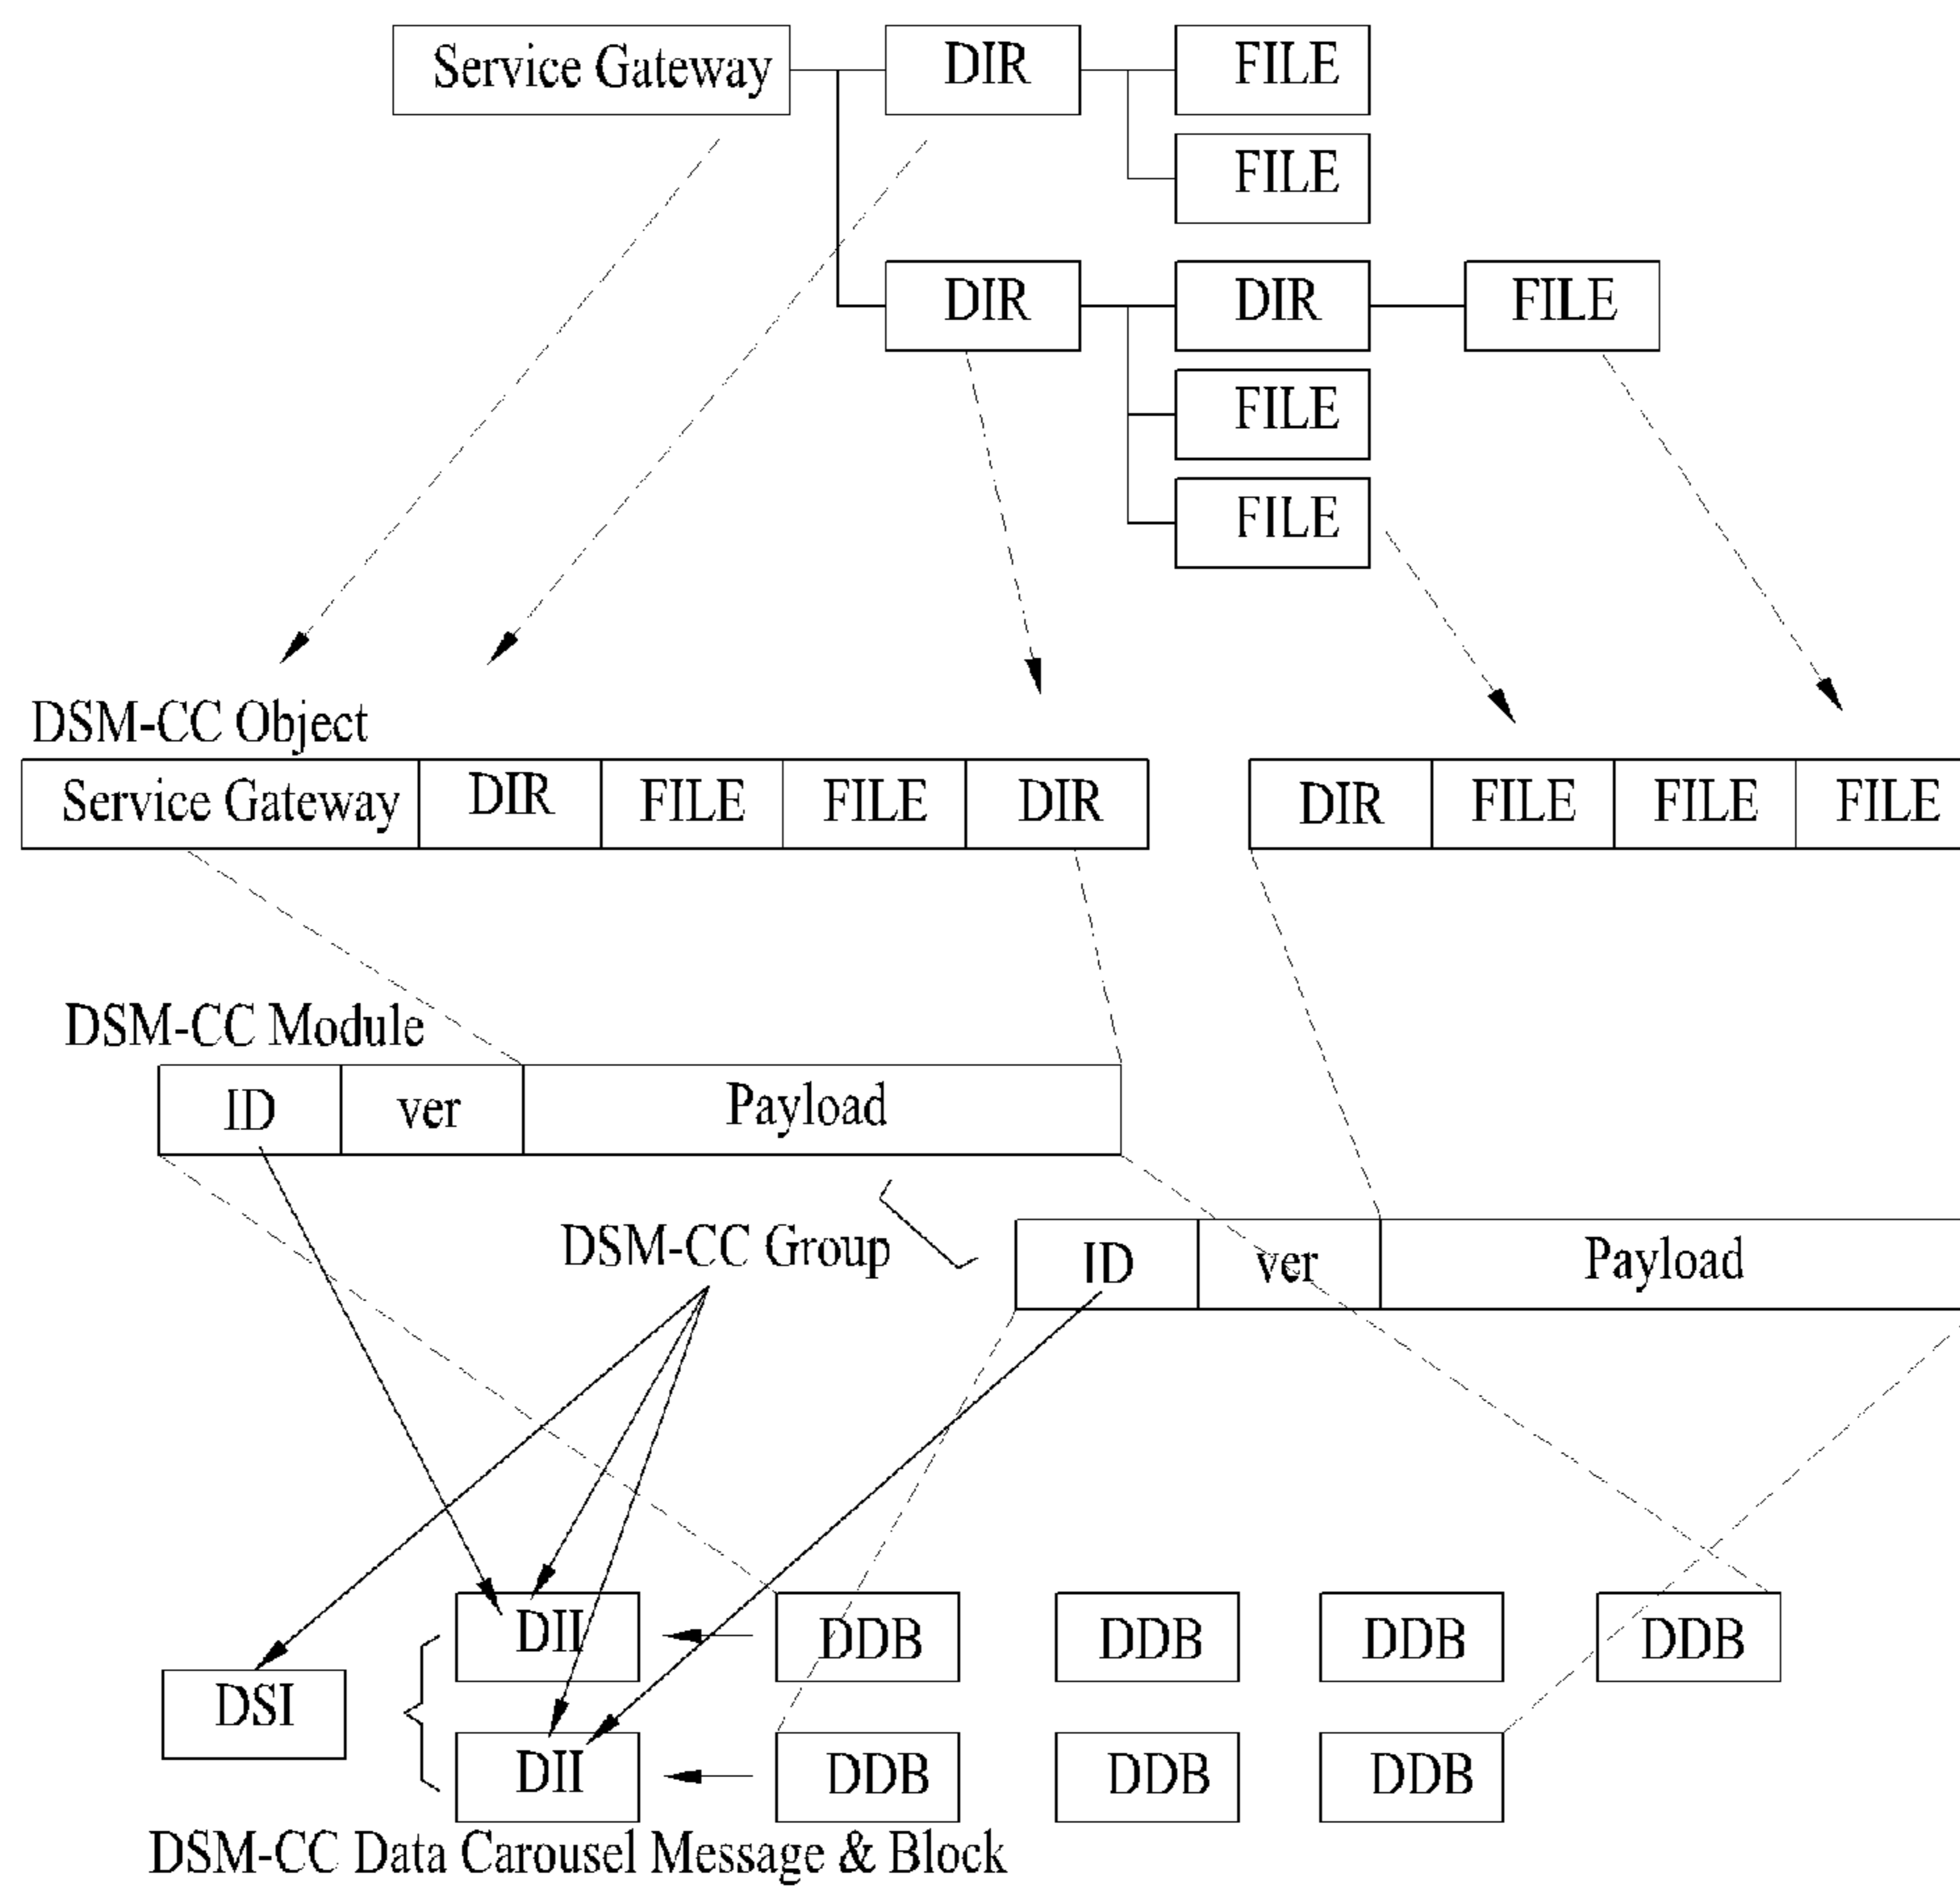 Service Gateway DIR FILE
FILE
DIR DIR FILE
FILE
FILE
DSM-CC Object
Service Gateway DIR FILE FILE DIR DIR FILE FILE FILE
DSM-CC Module
ID ver Payload
DSM-CC Group ID ver Payload
DII DDB DDB DDB DDB
DSI
DII DDB DDB DDB
DSM-CC Data Carousel Message & Block